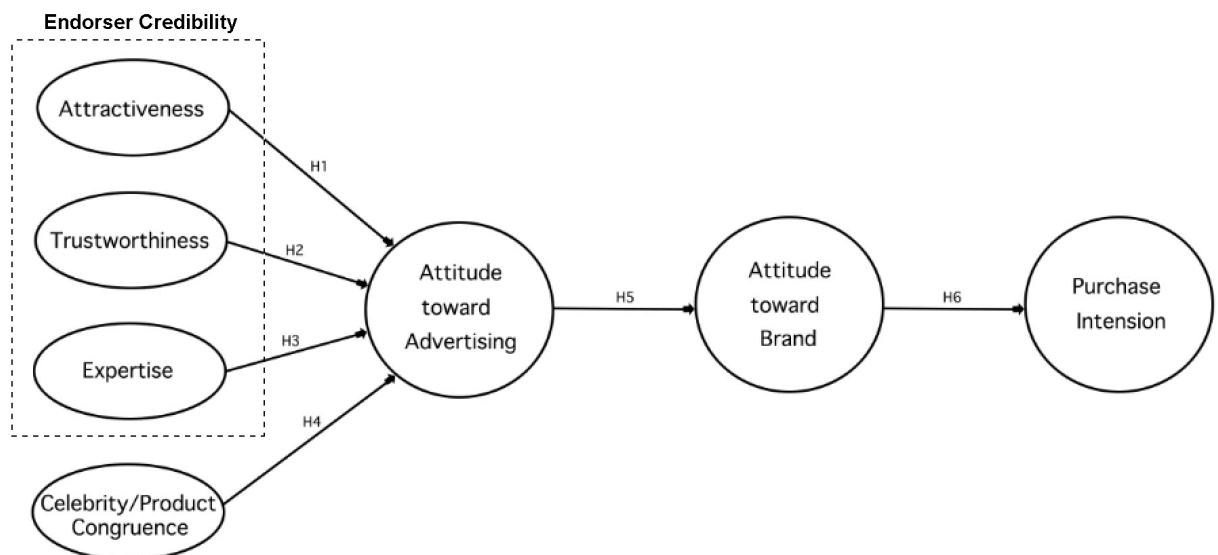 Endorser Credibility
Attractiveness
H1
Trustworthiness
H2
Expertise
H3
Celebrity/Product
Congruence
H4
Attitude
toward
Advertising
H5
Attitude
toward
Brand
H6
Purchase
Intension